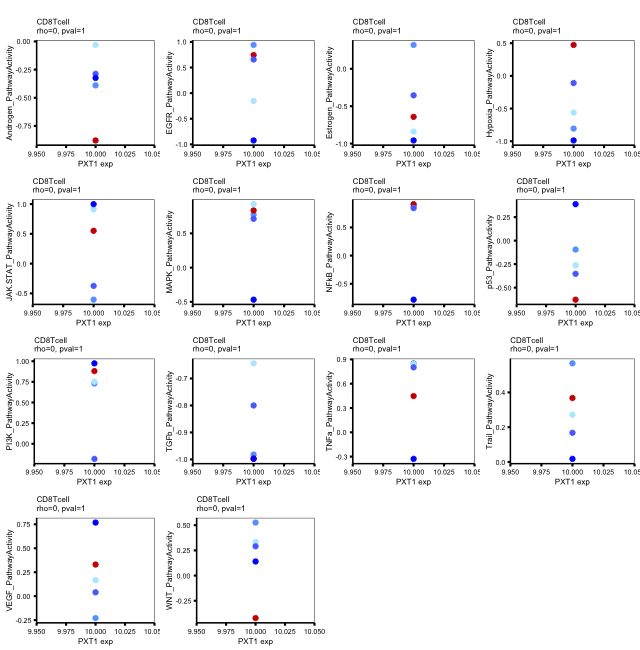 CD8Tcell
rho=0, pval=1
Androgen_PathwayActivity
0.00
-0.25
-0.50
-0.75
9.950 9.975 10.000 10.025 10.05
PXT1 exp
CD8Tcell
rho=0, pval=1
EGFR_PathwayActivity
1.0
0.5
0.0
-0.5
-1.0
9.950 9.975 10.000 10.025 10.05
PXT1 exp
CD8Tcell
rho=0, pval=1
Estrogen_PathwayActivity
0.0
-0.5
-1.0
9.950 9.975 10.000 10.025 10.05
PXT1 exp
CD8Tcell
rho=0, pval=1
Hypoxia_PathwayActivity
0.5
0.0
-0.5
-1.0
9.950 9.975 10.000 10.025 10.05
PXT1 exp
CD8Tcell
rho=0, pval=1
JAK.STAT_PathwayActivity
1.0
0.5
0.0
-0.5
9.950 9.975 10.000 10.025 10.05
PXT1 exp
CD8Tcell
rho=0, pval=1
MAPK_PathwayActivity
0.5
0.0
-0.5
9.950 9.975 10.000 10.025 10.05
PXT1 exp
CD8Tcell
rho=0, pval=1
NFkB_PathwayActivity
0.5
0.0
-0.5
9.950 9.975 10.000 10.025 10.05
PXT1 exp
CD8Tcell
rho=0, pval=1
p53_PathwayActivity
0.25
0.00
-0.25
-0.50
9.950 9.975 10.000 10.025 10.05
PXT1 exp
CD8Tcell
rho=0, pval=1
PI3K_PathwayActivity
1.00
0.75
0.50
0.25
0.00
9.950 9.975 10.000 10.025 10.05
PXT1 exp
CD8Tcell
rho=0, pval=1
TGFb_PathwayActivity
-0.7
-0.8
-0.9
-1.0
9.950 9.975 10.000 10.025 10.05
PXT1 exp
CD8Tcell
rho=0, pval=1
TNFa_PathwayActivity
0.9
0.6
0.3
0.0
-0.3
9.950 9.975 10.000 10.025 10.05
PXT1 exp
CD8Tcell
rho=0, pval=1
Trail_PathwayActivity
0.4
0.2
0.0
9.950 9.975 10.000 10.025 10.05
PXT1 exp
CD8Tcell
rho=0, pval=1
VEGF_PathwayActivity
0.75
0.50
0.25
0.00
-0.25
9.950 9.975 10.000 10.025 10.05
PXT1 exp
CD8Tcell
rho=0, pval=1
WNT_PathwayActivity
0.50
0.25
0.00
-0.25
9.950 9.975 10.000 10.025 10.050
PXT1 exp